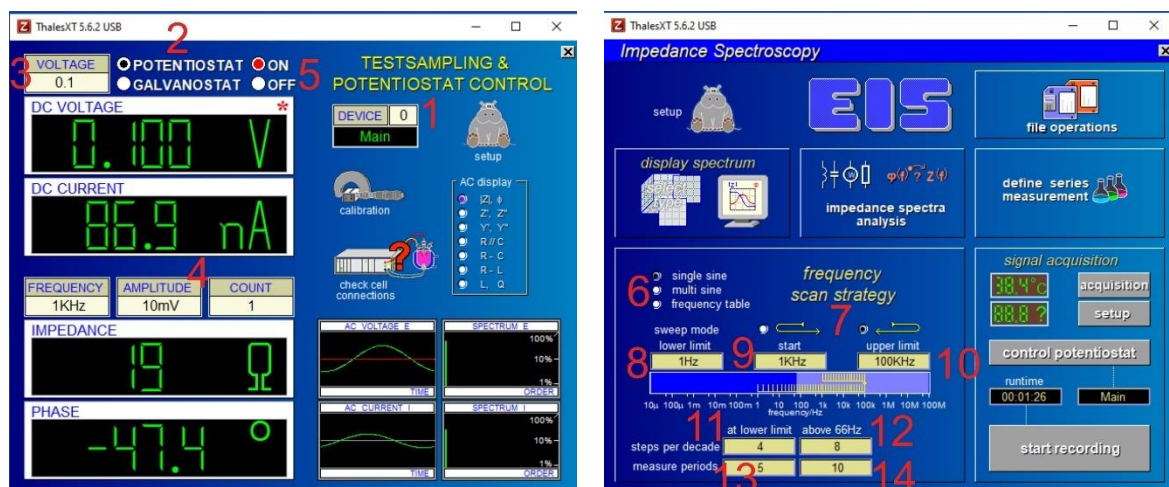 ThalesXT 5.6.2 USB
2
VOLTAGE
0.1
3
POTENTIOSTAT ON
GALVANOSTAT OFF
5
TESTSAMPLING &
POTENTIOSTAT CONTROL
DC VOLTAGE *
0.100 V
DEVICE 0
Main
1
setup
DC CURRENT
86.9 nA
calibration
AC display
|Z|, ϕ
Z', Z"
Y', Y"
R // C
R - C
R - L
L, Q
check cell
connections
4
FREQUENCY AMPLITUDE COUNT
1KHz 10mV 1
IMPEDANCE
19 Ω
PHASE
-47.4 °
AC VOLTAGE E SPECTRUM E
100%
10%
1%
TIME ORDER
AC CURRENT I SPECTRUM I
100%
10%
1%
TIME ORDER
ThalesXT 5.6.2 USB
Impedance Spectroscopy
setup
EIS
file operations
display spectrum
select
type
|Z| φ
φ(f) ? Z(f)
impedance spectra
analysis
define series
measurement
6
single sine
multi sine
frequency table
frequency
scan strategy
sweep mode
7
lower limit start upper limit
8 1Hz 9 1KHz 100KHz 10
10µ 100µ 1m 10m 100m 1 10 100 1k 10k 100k 1M 10M 100M
frequency/Hz
11 at lower limit above 66Hz 12
steps per decade 4 8
measure periods 5 10
13 14
signal acquisition
38.4°c acquisition
88.8 ? setup
control potentiostat
runtime
00:01:26 Main
start recording